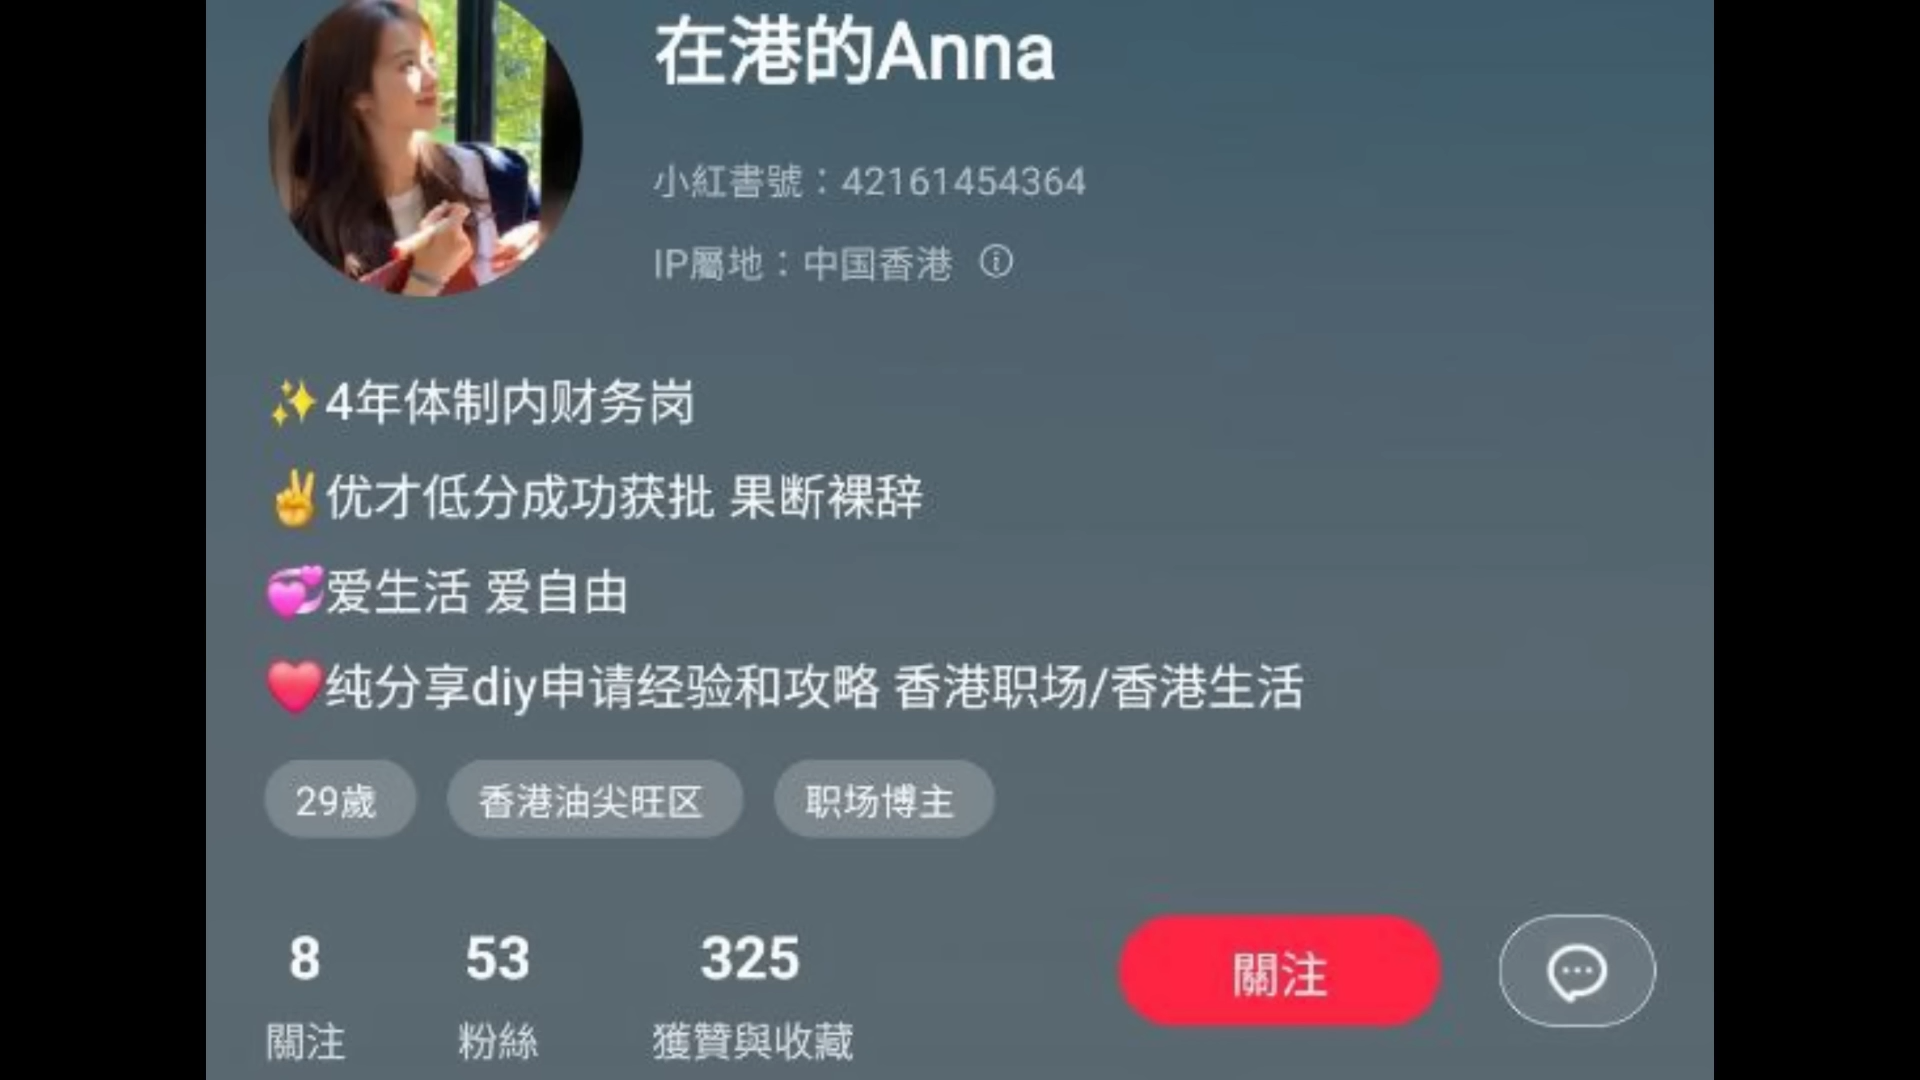 在港的Anna
小紅書號：42161454364
IP屬地：中国香港
✨4年体制内财务岗
✌️优才低分成功获批 果断裸辞
💞爱生活 爱自由
❤️纯分享diy申请经验和攻略 香港职场/香港生活
29歲 香港油尖旺区 职场博主
8 53 325
關注 粉絲 獲贊與收藏 關注